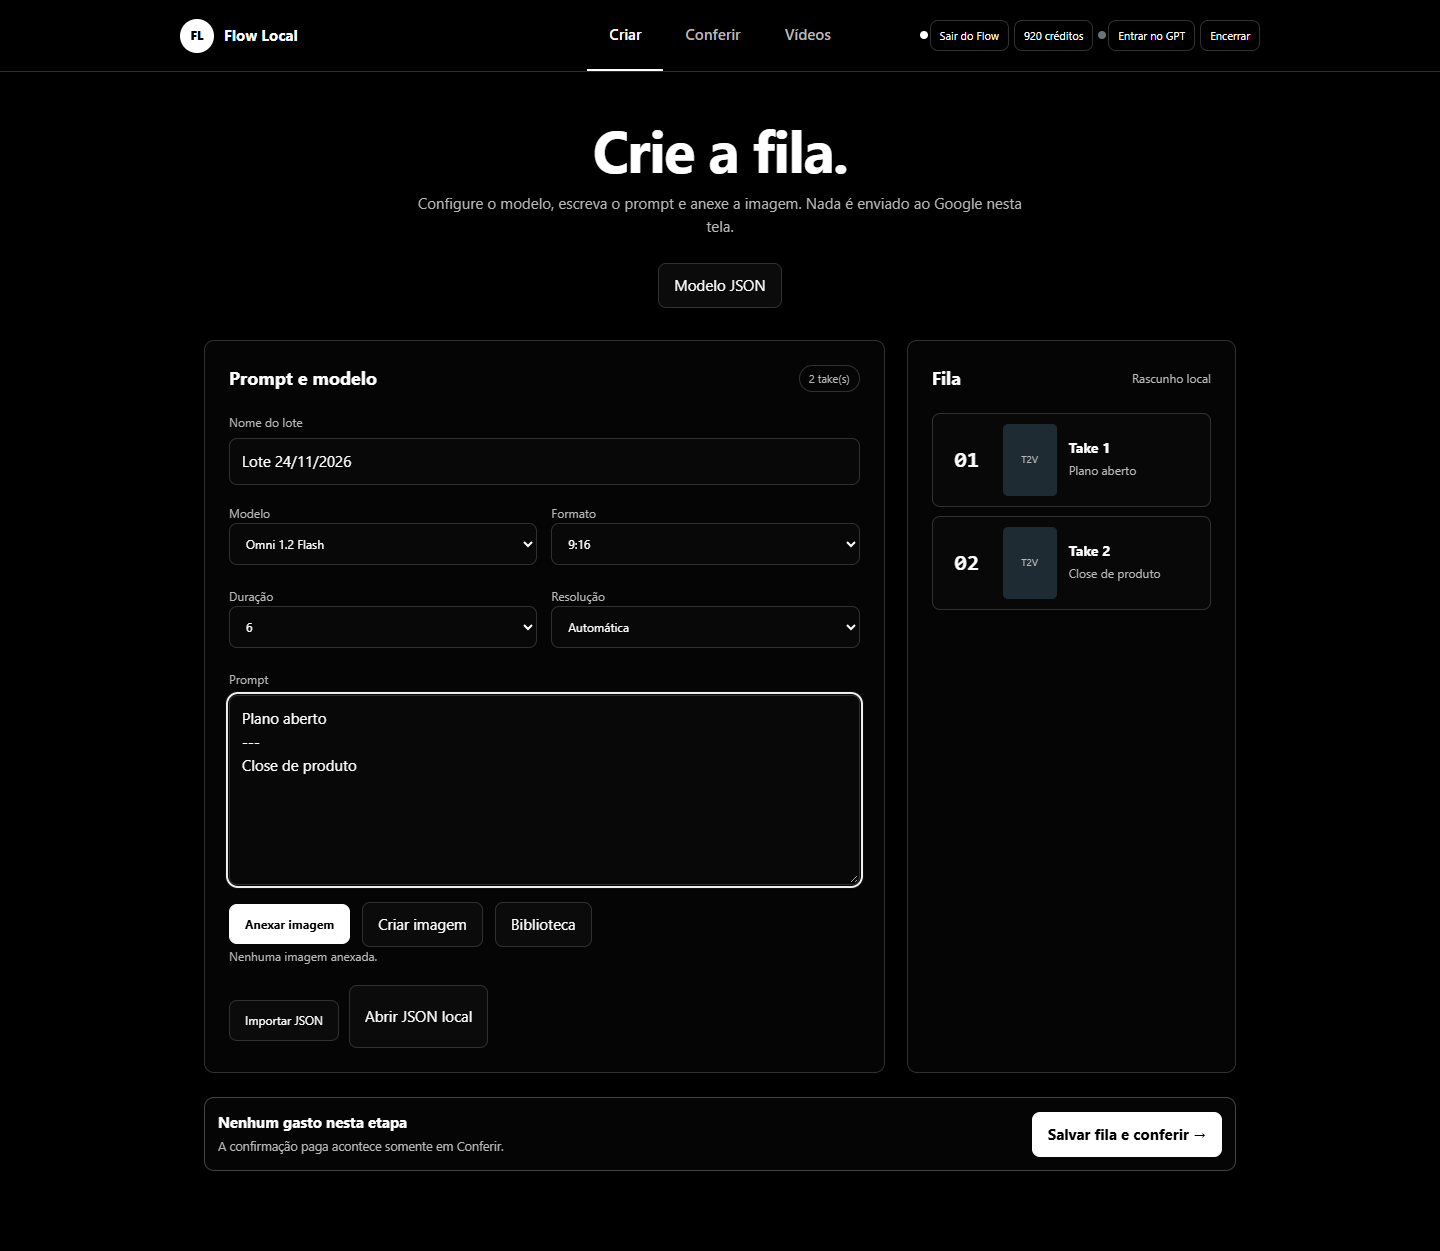 FL Flow Local
Criar
Conferir
Vídeos
Sair do Flow
920 créditos
Entrar no GPT
Encerrar
Crie a fila.
Configure o modelo, escreva o prompt e anexe a imagem. Nada é enviado ao Google nesta
tela.
Modelo JSON
Prompt e modelo
2 take(s)
Nome do lote
Lote 24/11/2026
Modelo
Omni 1.2 Flash
Formato
9:16
Duração
6
Resolução
Automática
Prompt
Plano aberto
---
Close de produto
Anexar imagem
Criar imagem
Biblioteca
Nenhuma imagem anexada.
Importar JSON
Abrir JSON local
Fila
Rascunho local
01
T2V
Take 1
Plano aberto
02
T2V
Take 2
Close de produto
Nenhum gasto nesta etapa
A confirmação paga acontece somente em Conferir.
Salvar fila e conferir →